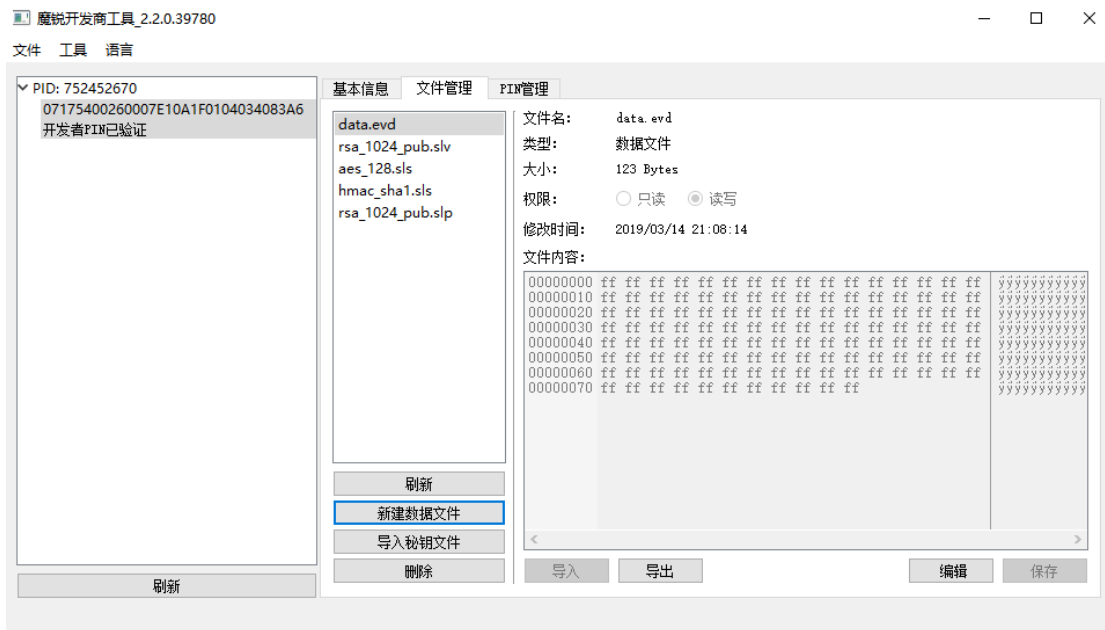 魔锐开发商工具_2.2.0.39780
文件 工具 语言
PID: 752452670
07175400260007E10A1F0104034083A6
开发者PIN已验证
刷新
基本信息 文件管理 PIN管理
data.evd
rsa_1024_pub.slv
aes_128.sls
hmac_sha1.sls
rsa_1024_pub.slp
刷新
新建数据文件
导入秘钥文件
删除
文件名: data.evd
类型: 数据文件
大小: 123 Bytes
权限: 只读 读写
修改时间: 2019/03/14 21:08:14
文件内容:
00000000 ff ff ff ff ff ff ff ff ff ff ff ff ff ff ff ff ÿÿÿÿÿÿÿÿÿÿÿ
00000010 ff ff ff ff ff ff ff ff ff ff ff ff ff ff ff ff ÿÿÿÿÿÿÿÿÿÿÿ
00000020 ff ff ff ff ff ff ff ff ff ff ff ff ff ff ff ff ÿÿÿÿÿÿÿÿÿÿÿ
00000030 ff ff ff ff ff ff ff ff ff ff ff ff ff ff ff ff ÿÿÿÿÿÿÿÿÿÿÿ
00000040 ff ff ff ff ff ff ff ff ff ff ff ff ff ff ff ff ÿÿÿÿÿÿÿÿÿÿÿ
00000050 ff ff ff ff ff ff ff ff ff ff ff ff ff ff ff ff ÿÿÿÿÿÿÿÿÿÿÿ
00000060 ff ff ff ff ff ff ff ff ff ff ff ff ff ff ff ff ÿÿÿÿÿÿÿÿÿÿÿ
00000070 ff ff ff ff ff ff ff ff ff ff ff ÿÿÿÿÿÿÿÿÿÿÿ
导入 导出 编辑 保存